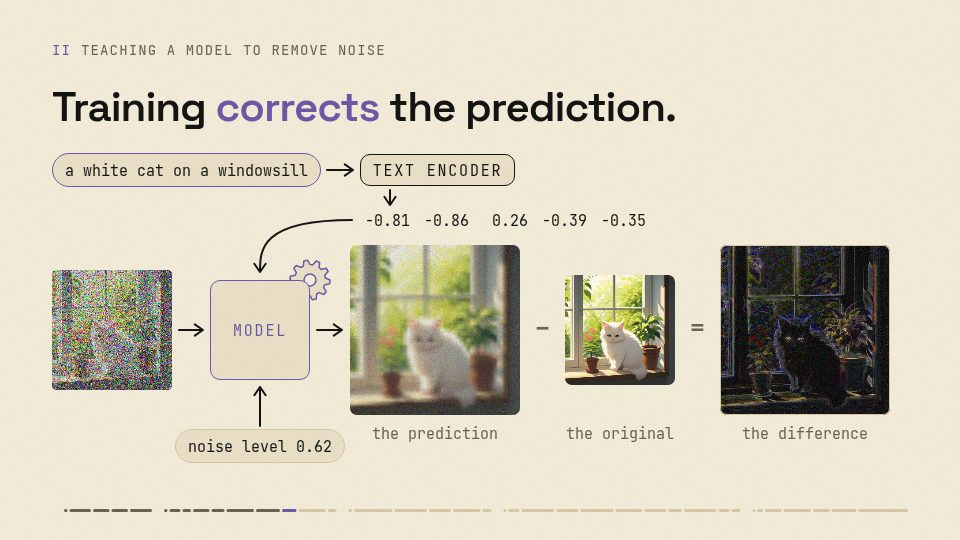 II TEACHING A MODEL TO REMOVE NOISE
Training corrects the prediction.
a white cat on a windowsill
TEXT ENCODER
-0.81 -0.86 0.26 -0.39 -0.35
MODEL
−
=
noise level 0.62
the prediction
the original
the difference